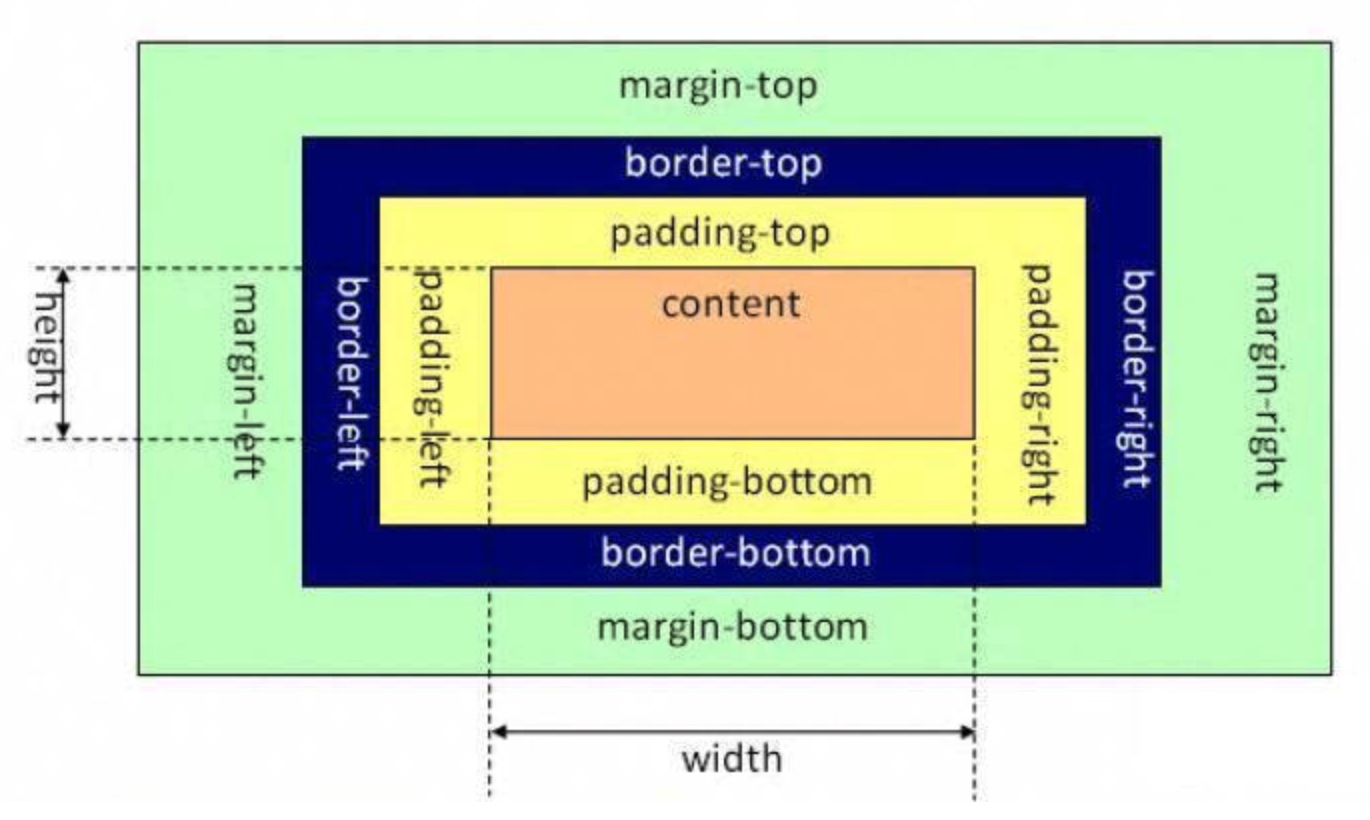 margin-top
border-top
padding-top
content
height
margin-left
border-left
padding-left
padding-right
border-right
margin-right
padding-bottom
border-bottom
margin-bottom
width